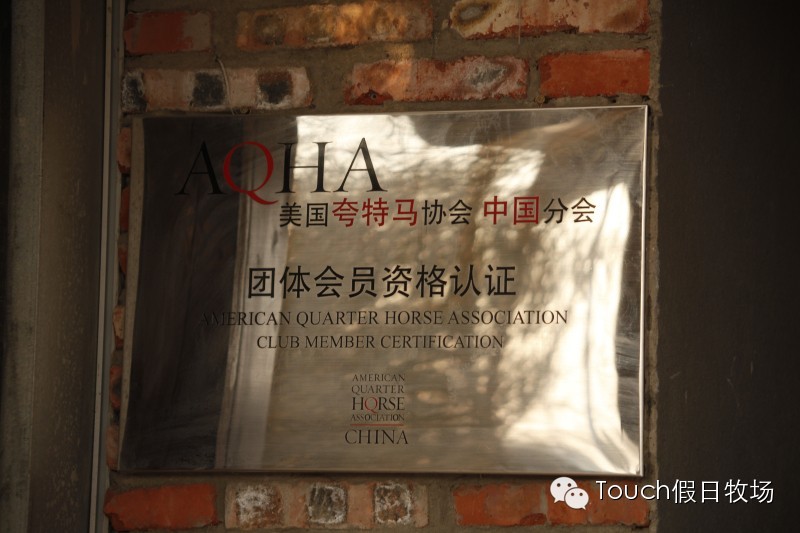 AQHA
美国夸特马协会 中国分会
团体会员资格认证
AMERICAN QUARTER HORSE ASSOCIATION
CLUB MEMBER CERTIFICATION
AMERICAN
QUARTER
HORSE
ASSOCIATION
CHINA
Touch假日牧场